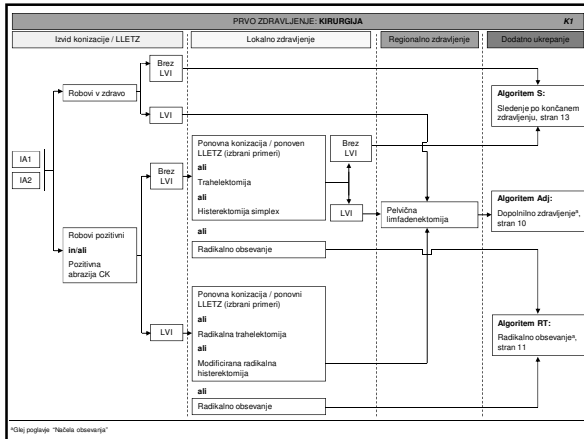 PRVO ZDRAVLJENJE: KIRURGIJA
K1
Izvid konizacije / LLETZ
Lokalno zdravljenje
Regionalno zdravljenje
Dodatno ukrepanje
IA1
IA2
Robovi v zdravo
Brez
LVI
LVI
Robovi pozitivni
in/ali
Pozitivna
abrazija CK
Brez
LVI
LVI
Ponovna konizacija / ponoven
LLETZ (izbrani primeri)
ali
Trahelektomija
ali
Histerektomija simplex
ali
Radikalno obsevanje
Brez
LVI
LVI
Ponovna konizacija / ponovni
LLETZ (izbrani primeri)
ali
Radikalna trahelektomija
ali
Modificirana radikalna
histerektomija
ali
Radikalno obsevanje
Pelvična
limfadenektomija
Algoritem S:
Sledenje po končanem
zdravljenju, stran 13
Algoritem Adj:
Dopolnilno zdravljenjeª,
stran 10
Algoritem RT:
Radikalno obsevanjeª,
stran 11
ªGlej poglavje "Načela obsevanja"